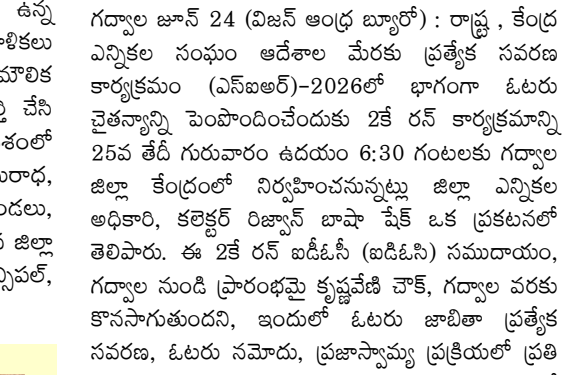 ఉన్న
ళికలు
మౌలిక
చేసి
శంలో
డలు,
జిల్లా
గద్వాల జూన్ 24 (విజన్ ఆంధ్ర బ్యూరో) : రాష్ట్ర , కేంద్ర
ఎన్నికల సంఘం ఆదేశాల మేరకు ప్రత్యేక సవరణ
కార్యక్రమం (ఎస్ఐఆర్)-2026లో భాగంగా ఓటరు
చైతన్యాన్ని పెంపొందించేందుకు 2కే రన్ కార్యక్రమాన్ని
25వ తేదీ గురువారం ఉదయం 6:30 గంటలకు గద్వాల
జిల్లా కేంద్రంలో నిర్వహించనున్నట్లు జిల్లా ఎన్నికల
అధికారి, కలెక్టర్ రిజ్వాన్ బాషా షేక్ ఒక ప్రకటనలో
తెలిపారు. ఈ 2కే రన్ ఐడీఓసీ (ఐడిఓసి) సముదాయం,
గద్వాల నుండి ప్రారంభమై కృష్ణవేణి చౌక్, గద్వాల వరకు
కొనసాగుతుందని, ఇందులో ఓటరు జాబితా ప్రత్యేక
సవరణ, ఓటరు నమోదు, ప్రజాస్వామ్య ప్రక్రియలో ప్రతి